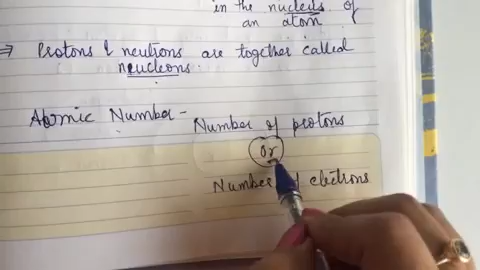 in the nucleus of
an atom
⇒ Protons & neutrons are together called
neucleons.
Atomic Number - Number of protons
Or
Number of electrons